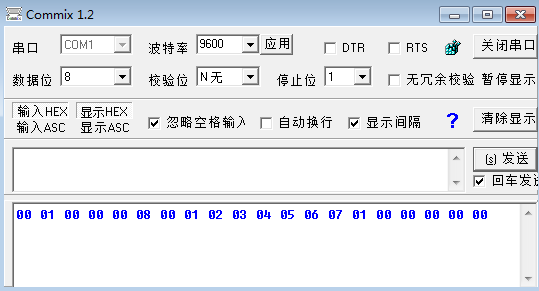 Commix 1.2
串口 COM1 波特率 9600 应用 DTR RTS 关闭串口
数据位 8 校验位 N 无 停止位 1 无冗余校验 暂停显示
输入HEX 显示HEX
输入ASC 显示ASC 忽略空格输入 自动换行 显示间隔 ? 清除显示
(s) 发送
回车发送
00 01 00 00 00 00 08 00 01 02 03 04 05 06 07 01 00 00 00 00 00